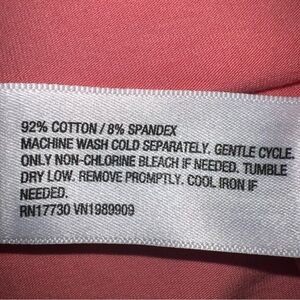 92% COTTON / 8% SPANDEX
MACHINE WASH COLD SEPARATELY. GENTLE CYCLE.
ONLY NON-CHLORINE BLEACH IF NEEDED. TUMBLE
DRY LOW. REMOVE PROMPTLY. COOL IRON IF
NEEDED.
RN17730 VN1989909